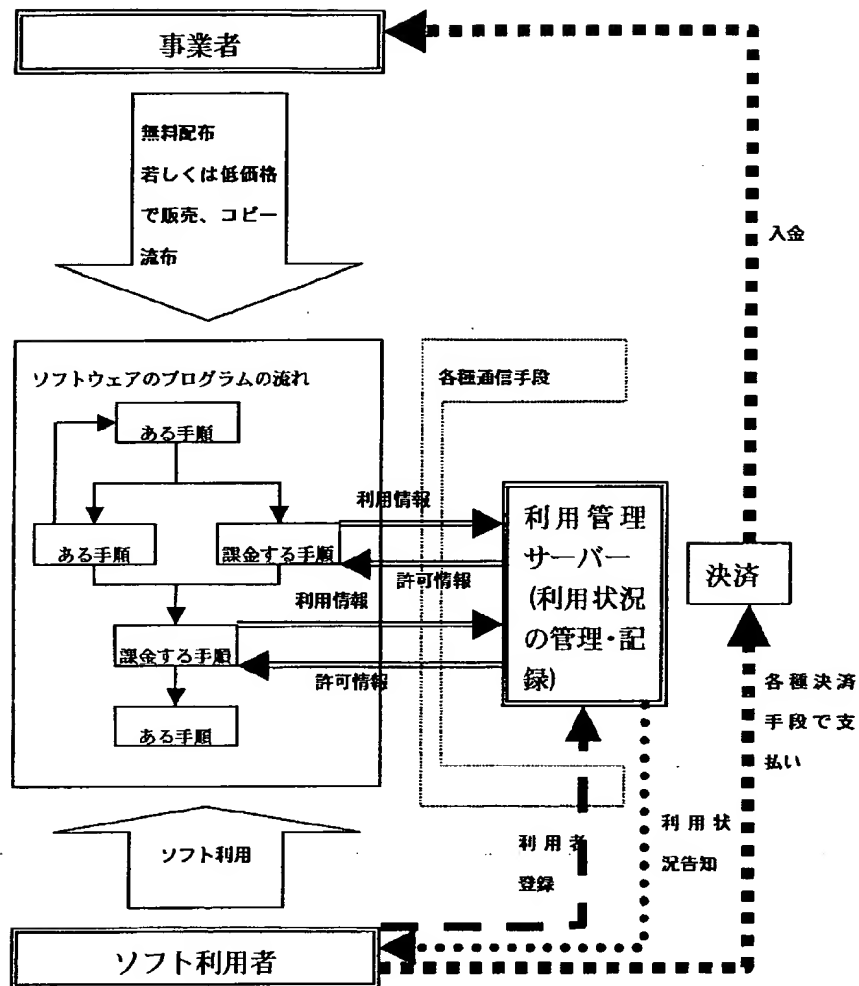 事業者
無料配布
若しくは低価格
で販売、コピー
流布
入金
ソフトウェアのプログラムの流れ
各種通信手段
ある手順
ある手順
課金する手順
利用情報
許可情報
利用情報
課金する手順
許可情報
ある手順
利用管理
サーバー
(利用状況
の管理・記
録)
決済
各種決済
手段で支
払い
ソフト利用
利用者
登録
利用状
況告知
ソフト利用者